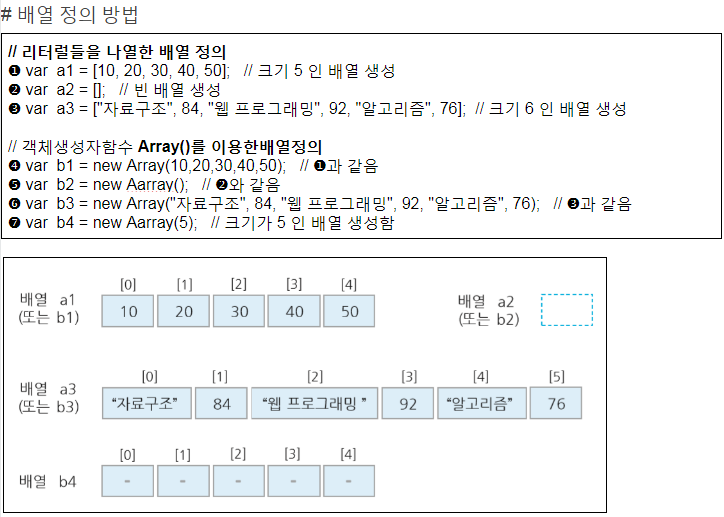 # 배열 정의 방법
// 리터럴들을 나열한 배열 정의
❶ var a1 = [10, 20, 30, 40, 50]; // 크기 5 인 배열 생성
❷ var a2 = []; // 빈 배열 생성
❸ var a3 = ["자료구조", 84, "웹 프로그래밍", 92, "알고리즘", 76]; // 크기 6 인 배열 생성
// 객체생성자함수 Array()를 이용한배열정의
❹ var b1 = new Array(10,20,30,40,50); // ❶과 같음
❺ var b2 = new Aarray(); // ❷와 같음
❻ var b3 = new Array("자료구조", 84, "웹 프로그래밍", 92, "알고리즘", 76); // ❸과 같음
❼ var b4 = new Aarray(5); // 크기가 5 인 배열 생성함
[0] [1] [2] [3] [4]
배열 a1 10 20 30 40 50 배열 a2
(또는 b1) (또는 b2)
[0] [1] [2] [3] [4] [5]
배열 a3 "자료구조" 84 "웹 프로그래밍 " 92 "알고리즘" 76
(또는 b3)
[0] [1] [2] [3] [4]
배열 b4 - - - - -